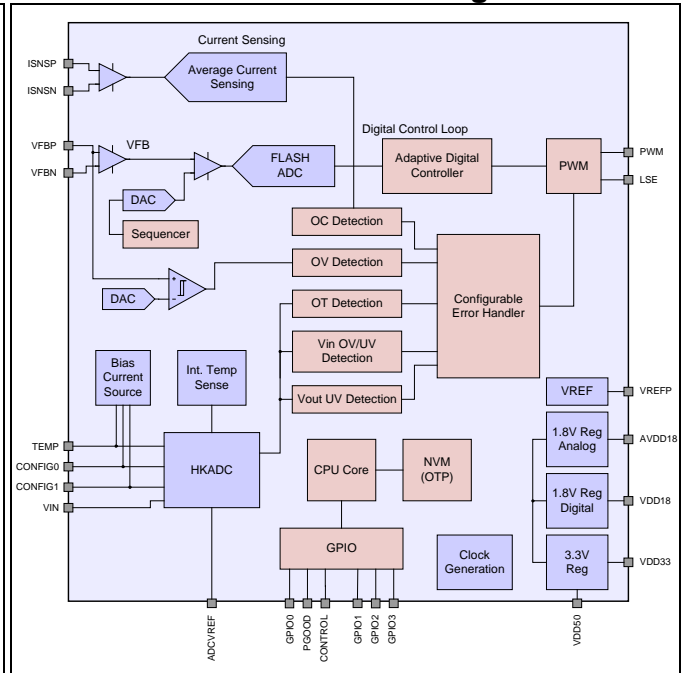 Current Sensing
ISNSP
ISNSN
Average Current
Sensing
Digital Control Loop
VFBP
VFBN
VFB
FLASH
ADC
Adaptive Digital
Controller
PWM
PWM
LSE
DAC
Sequencer
OC Detection
OV Detection
DAC
+
−
OT Detection
Configurable
Error Handler
Vin OV/UV
Detection
Vout UV Detection
Bias
Current
Source
Int. Temp
Sense
VREF
VREFP
TEMP
CONFIG0
CONFIG1
VIN
HKADC
CPU Core
NVM
(OTP)
1.8V Reg
Analog
AVDD18
1.8V Reg
Digital
VDD18
GPIO
Clock
Generation
3.3V
Reg
VDD33
ADCVREF
GPIO0
PGOOD
CONTROL
GPIO1
GPIO2
GPIO3
VDD50